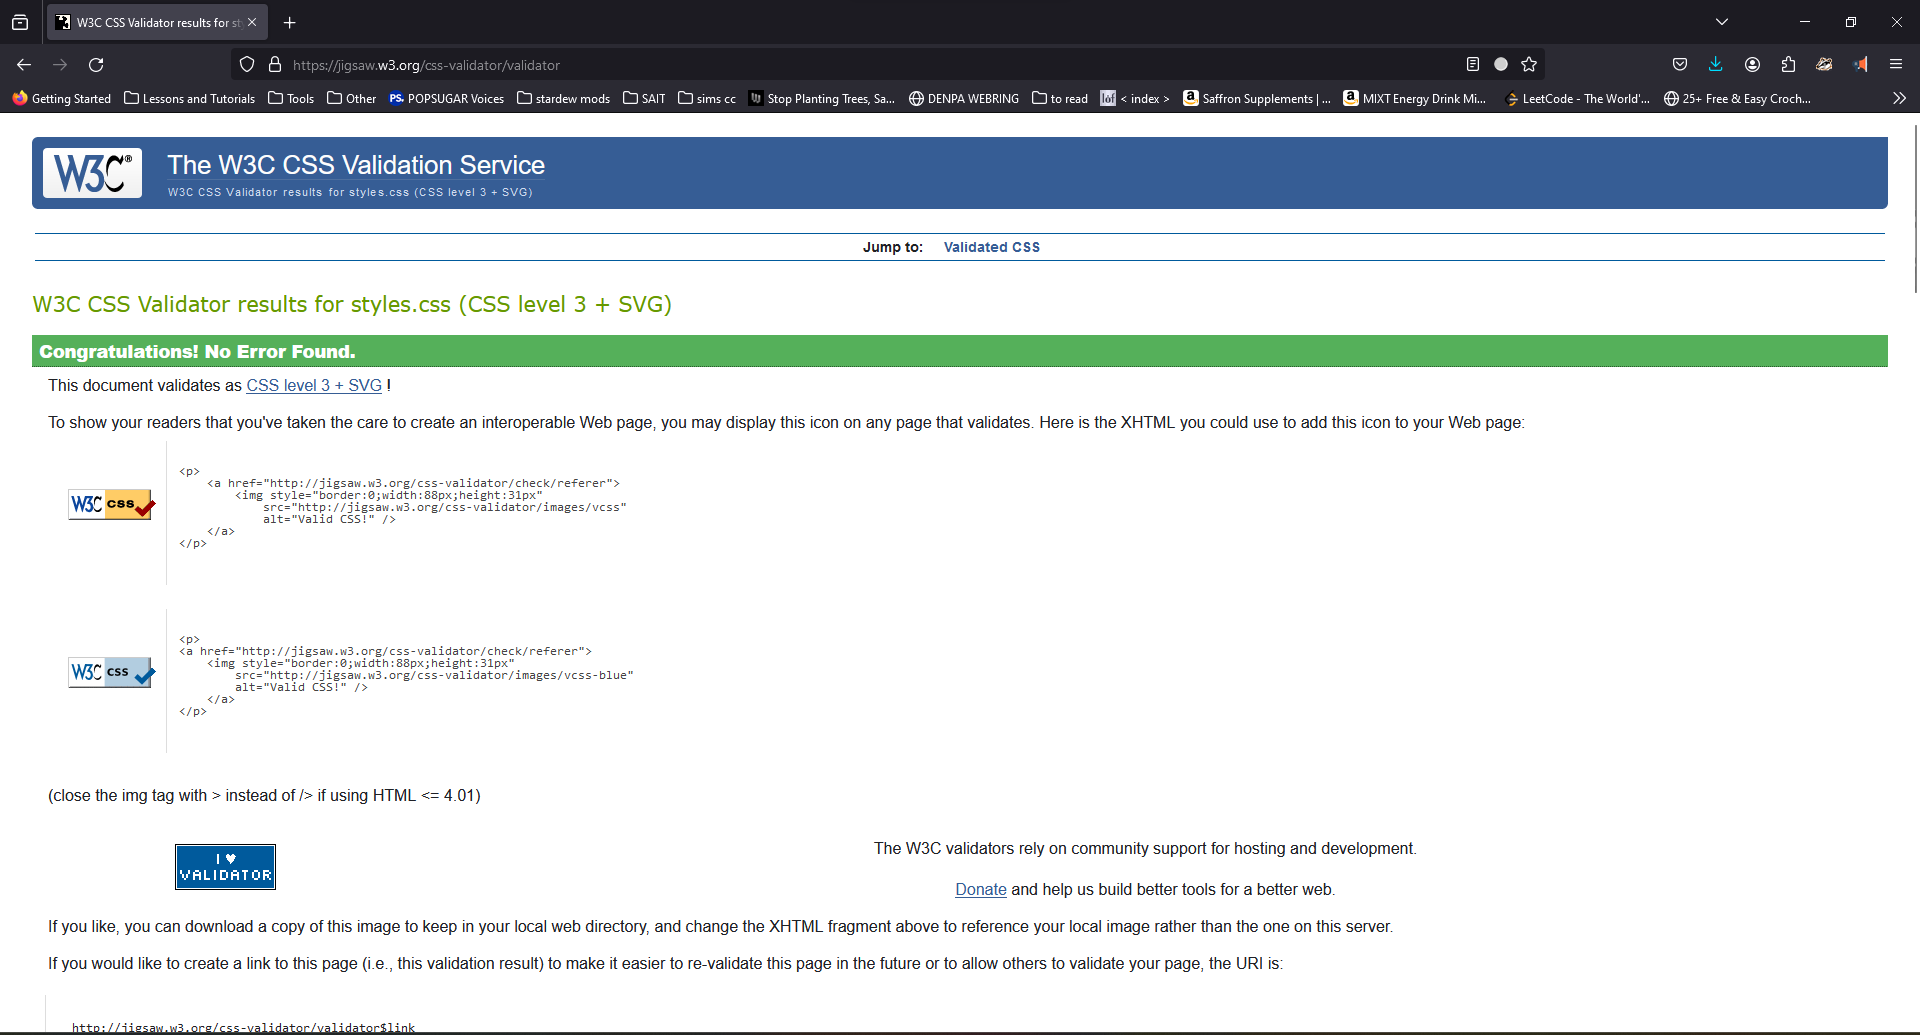 W3C CSS Validator results for st
https://jigsaw.w3.org/css-validator/validator
Getting Started Lessons and Tutorials Tools Other PS. POPSUGAR Voices stardew mods SAIT sims cc Stop Planting Trees, Sa... DENPA WEBRING to read lof < index > Saffron Supplements | ... MIXT Energy Drink Mi... LeetCode - The World'... 25+ Free & Easy Croch...
W3C® The W3C CSS Validation Service
W3C CSS Validator results for styles.css (CSS level 3 + SVG)
Jump to: Validated CSS
W3C CSS Validator results for styles.css (CSS level 3 + SVG)
Congratulations! No Error Found.
This document validates as CSS level 3 + SVG !
To show your readers that you've taken the care to create an interoperable Web page, you may display this icon on any page that validates. Here is the XHTML you could use to add this icon to your Web page:
W3C css
<p>
<a href="http://jigsaw.w3.org/css-validator/check/referer">
<img style="border:0;width:88px;height:31px"
src="http://jigsaw.w3.org/css-validator/images/vcss"
alt="Valid CSS!" />
</a>
</p>
W3C css
<p>
<a href="http://jigsaw.w3.org/css-validator/check/referer">
<img style="border:0;width:88px;height:31px"
src="http://jigsaw.w3.org/css-validator/images/vcss-blue"
alt="Valid CSS!" />
</a>
</p>
(close the img tag with > instead of /> if using HTML <= 4.01)
I ♥
VALIDATOR
The W3C validators rely on community support for hosting and development.
Donate and help us build better tools for a better web.
If you like, you can download a copy of this image to keep in your local web directory, and change the XHTML fragment above to reference your local image rather than the one on this server.
If you would like to create a link to this page (i.e., this validation result) to make it easier to re-validate this page in the future or to allow others to validate your page, the URI is:
http://jigsaw.w3.org/css-validator/validator$link